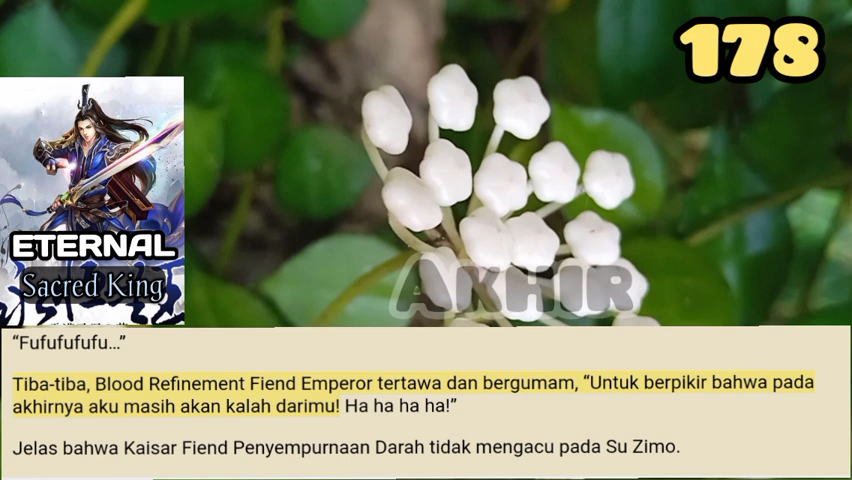 178
ETERNAL
Sacred King
AKHIR
“Fufufufufu…”
Tiba-tiba, Blood Refinement Fiend Emperor tertawa dan bergumam, “Untuk berpikir bahwa pada
akhirnya aku masih akan kalah darimu! Ha ha ha ha!”
Jelas bahwa Kaisar Fiend Penyempurnaan Darah tidak mengacu pada Su Zimo.